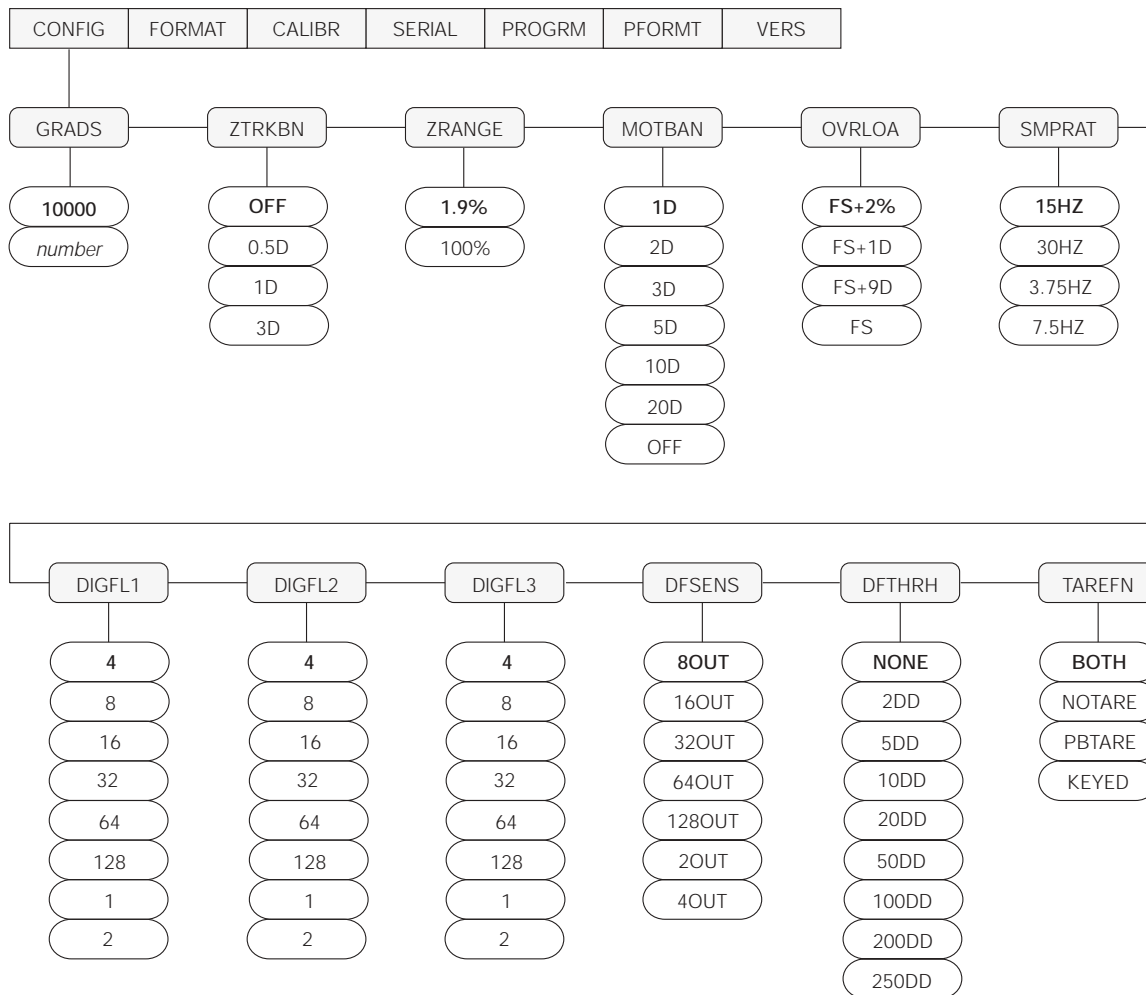 CONFIG FORMAT CALIBR SERIAL PROGRM PFORMT VERS
GRADS ZTRKBN ZRANGE MOTBAN OVRLOA SMPRAT
10000 OFF 1.9% 1D FS+2% 15HZ
number 0.5D 100% 2D FS+1D 30HZ
1D 3D FS+9D 3.75HZ
3D 5D FS 7.5HZ
10D
20D
OFF
DIGFL1 DIGFL2 DIGFL3 DFSENS DFTHRH TAREFN
4 4 4 8OUT NONE BOTH
8 8 8 16OUT 2DD NOTARE
16 16 16 32OUT 5DD PBTARE
32 32 32 64OUT 10DD KEYED
64 64 64 128OUT 20DD
128 128 128 2OUT 50DD
1 1 1 4OUT 100DD
2 2 2 200DD
250DD